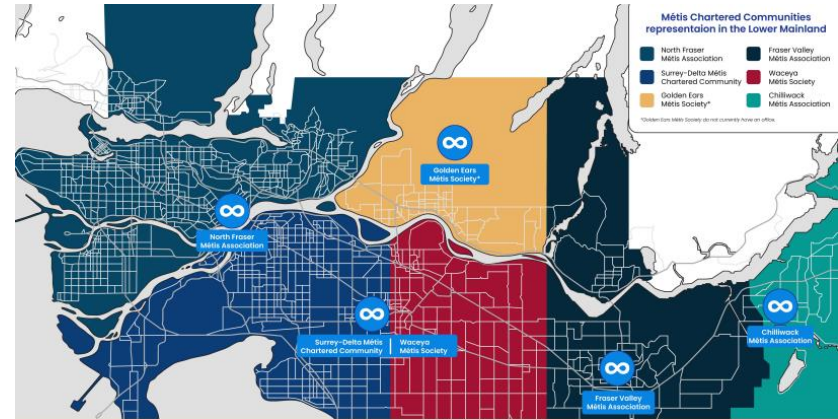 Métis Chartered Communities
representaion in the Lower Mainland
North Fraser
Métis Association
Fraser Valley
Métis Association
Surrey-Delta Métis
Chartered Community
Waceya
Métis Society
Golden Ears
Métis Society*
Chilliwack
Métis Association
*Golden Ears Métis Society do not currently have an office.
Golden Ears
Métis Society*
North Fraser
Métis Association
Surrey-Delta Métis
Chartered Community
Waceya
Métis Society
Chilliwack
Métis Association
Fraser Valley
Métis Association